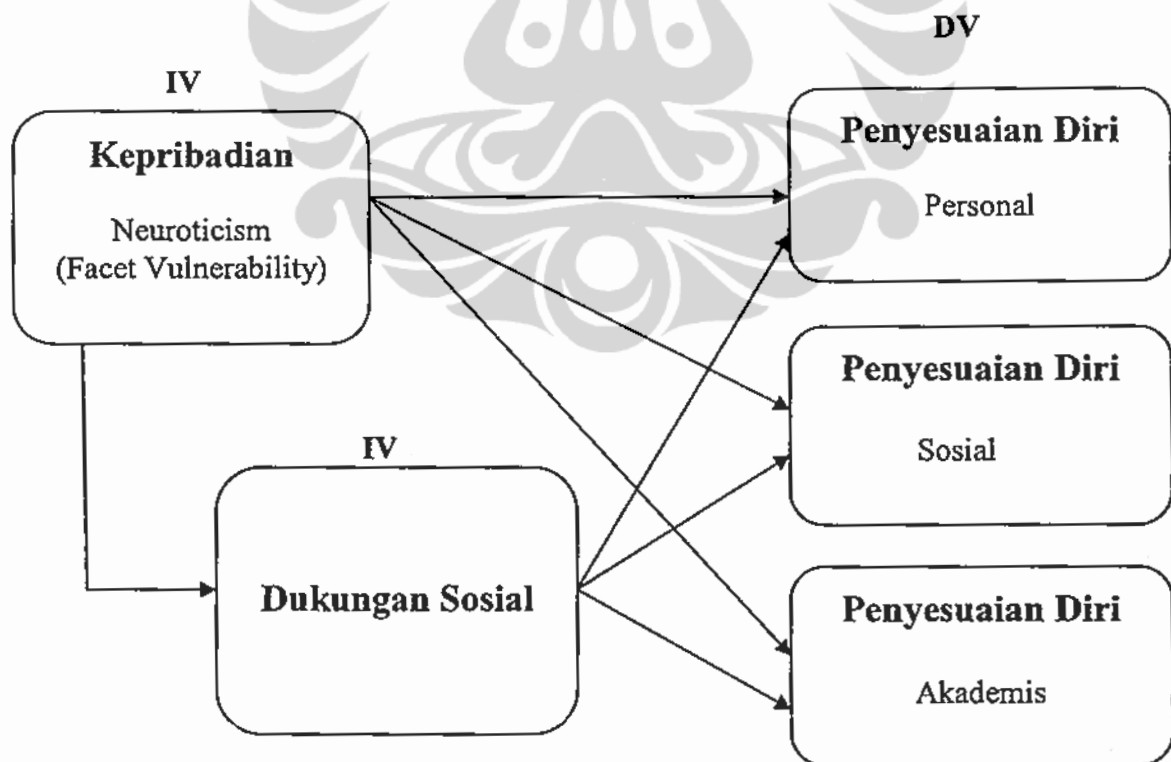 DV
IV
Kepribadian
Neuroticism
(Facet Vulnerability)
Penyesuaian Diri
Personal
Penyesuaian Diri
Sosial
IV
Dukungan Sosial
Penyesuaian Diri
Akademis